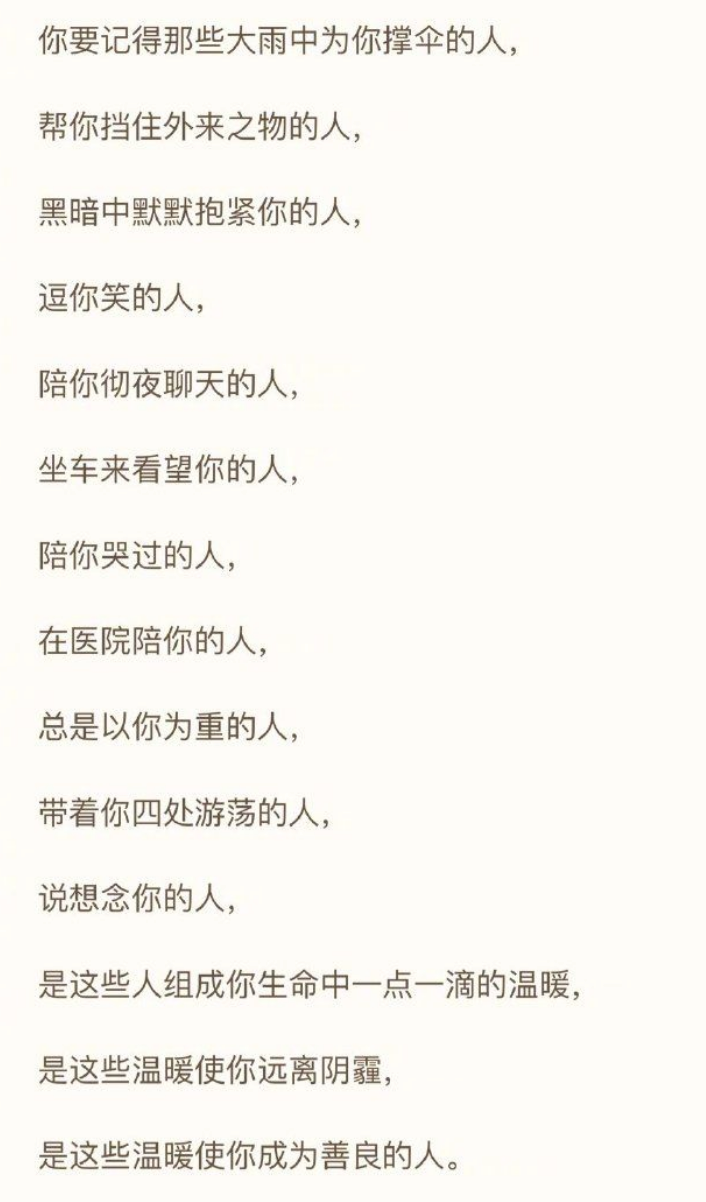 你要记得那些大雨中为你撑伞的人，
帮你挡住外来之物的人，
黑暗中默默抱紧你的人，
逗你笑的人，
陪你彻夜聊天的人，
坐车来看望你的人，
陪你哭过的人，
在医院陪你的人，
总是以你为重的人，
带着你四处游荡的人，
说想念你的人，
是这些人组成你生命中一点一滴的温暖，
是这些温暖使你远离阴霾，
是这些温暖使你成为善良的人。